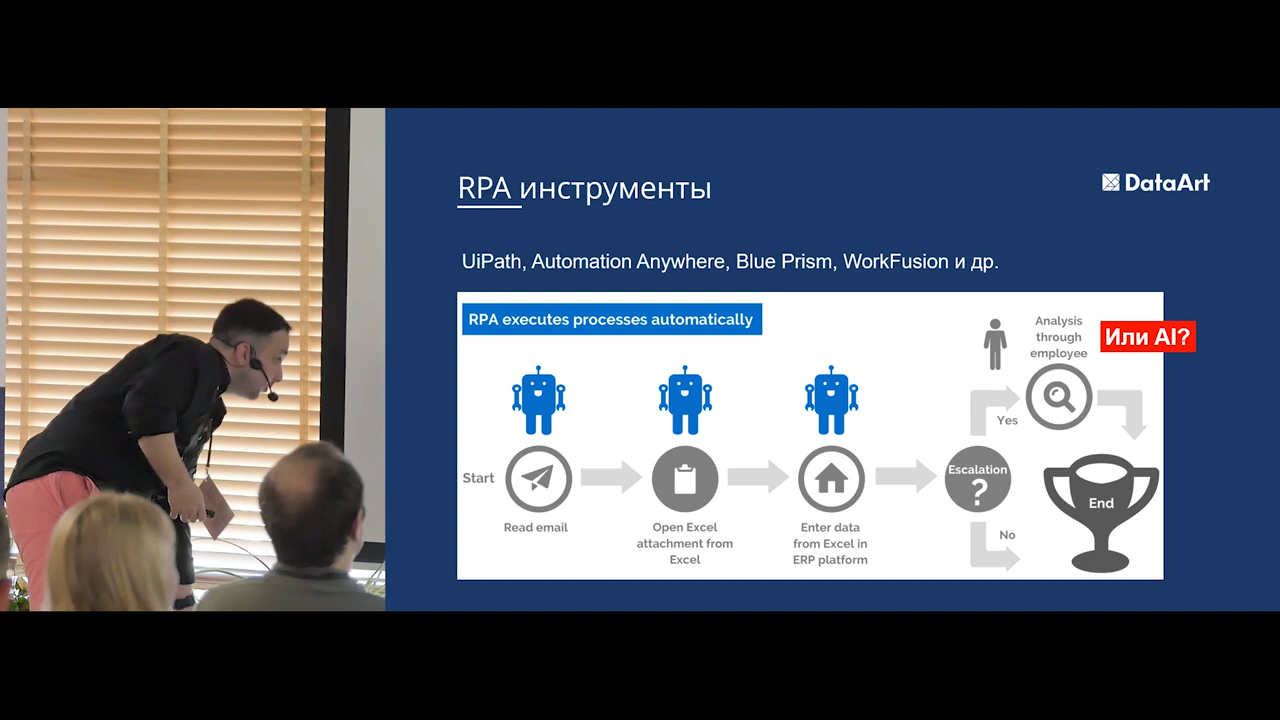 RPA инструменты
DataArt
UiPath, Automation Anywhere, Blue Prism, WorkFusion и др.
RPA executes processes automatically
Analysis
through
employee
Или AI?
Yes
Start
Escalation
?
End
Read email
Open Excel
attachment from
Excel
Enter data
from Excel in
ERP platform
No